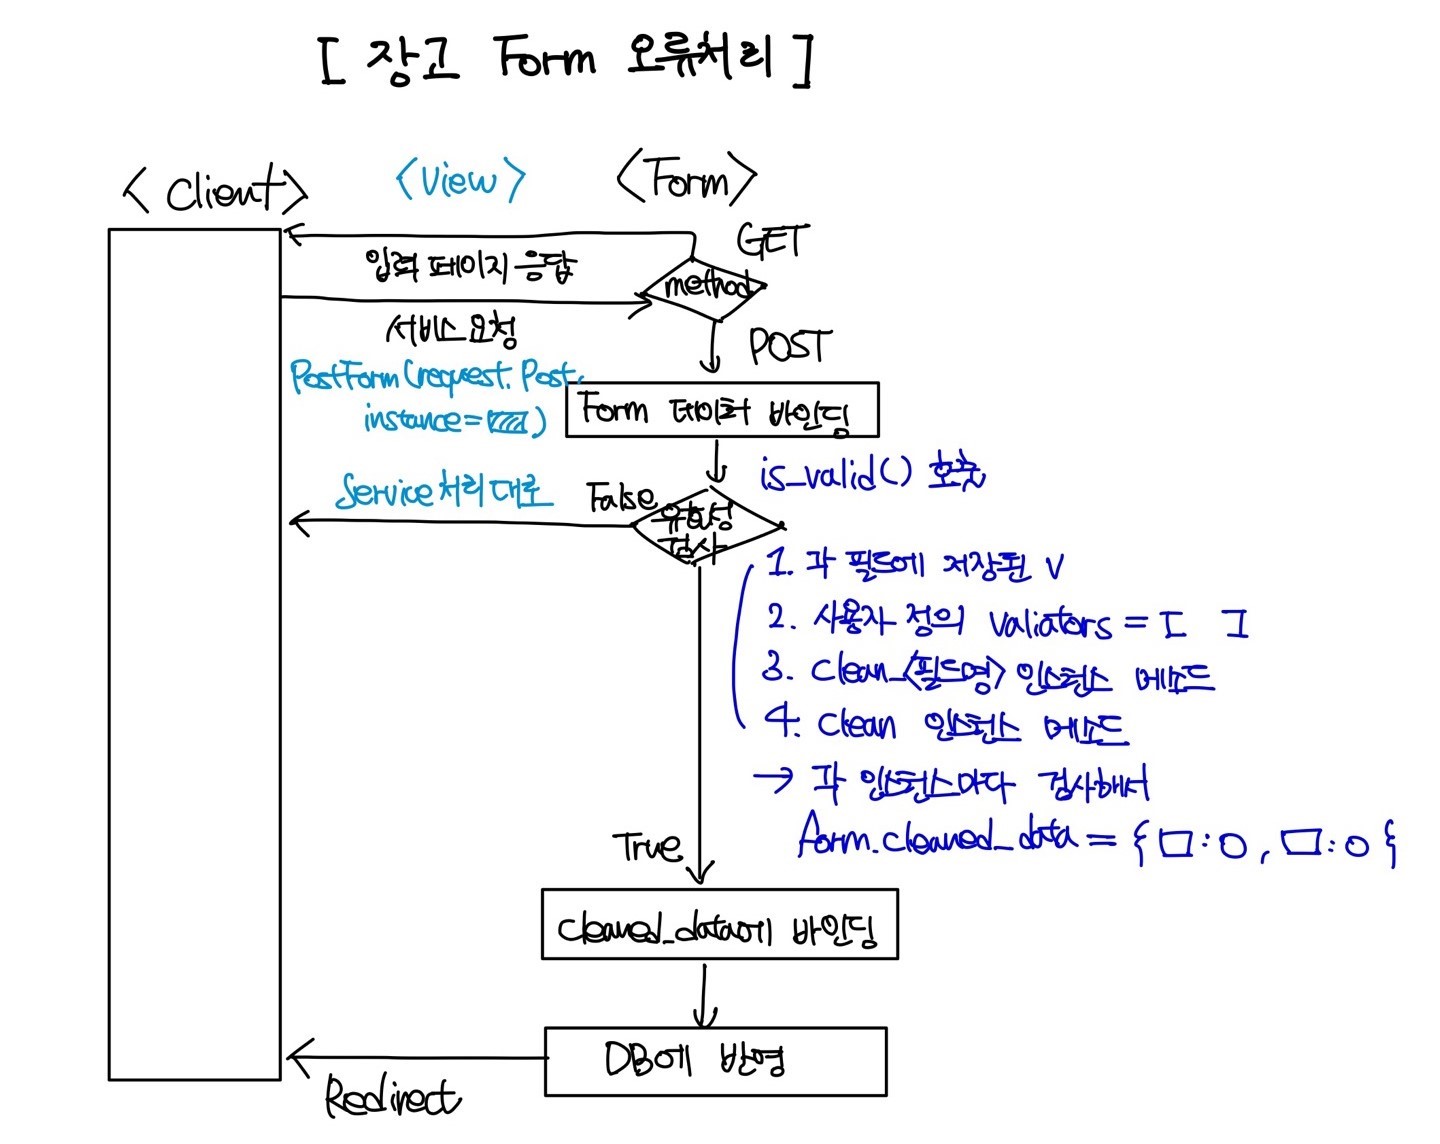 [ 장고 Form 오류처리 ]
< Client >
<View>
<Form>
GET
입력 페이지 응답
method
서비스 요청
POST
PostForm(request.Post,
instance= )
Form 데이터 바인딩
is_valid() 호출
Service 처리 대로
False
유효성
검사
1. 각 필드에 저장된 V
2. 사용자 정의 valiators = [ ]
3. clean_<필드명> 인스턴스 메소드
4. clean 인스턴스 메소드
→ 각 인스턴스마다 검사해서
form.cleaned_data = { □:○, □:○ {
True
cleaned_data에 바인딩
DB에 반영
Redirect